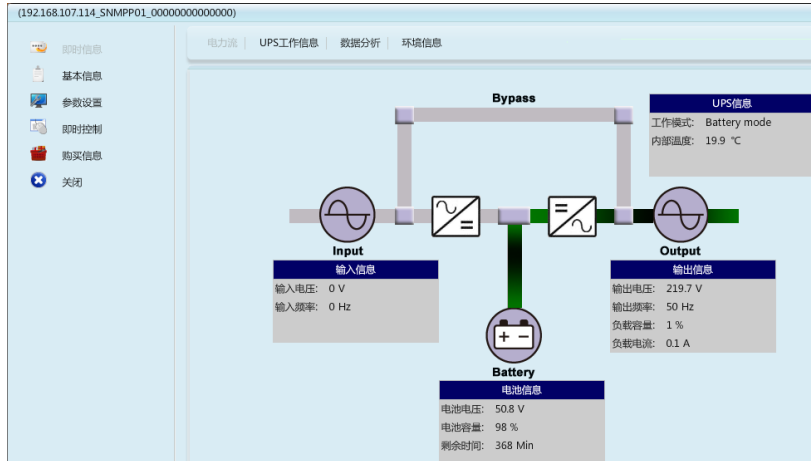 (192.168.107.114_SNMPP01_00000000000000)
即时信息
基本信息
参数设置
即时控制
购买信息
关闭
电力流 | UPS工作信息 | 数据分析 | 环境信息
Bypass
UPS信息
工作模式: Battery mode
内部温度: 19.9 ℃
Input
输入信息
输入电压: 0 V
输入频率: 0 Hz
Output
输出信息
输出电压: 219.7 V
输出频率: 50 Hz
负载容量: 1 %
负载电流: 0.1 A
Battery
电池信息
电池电压: 50.8 V
电池容量: 98 %
剩余时间: 368 Min